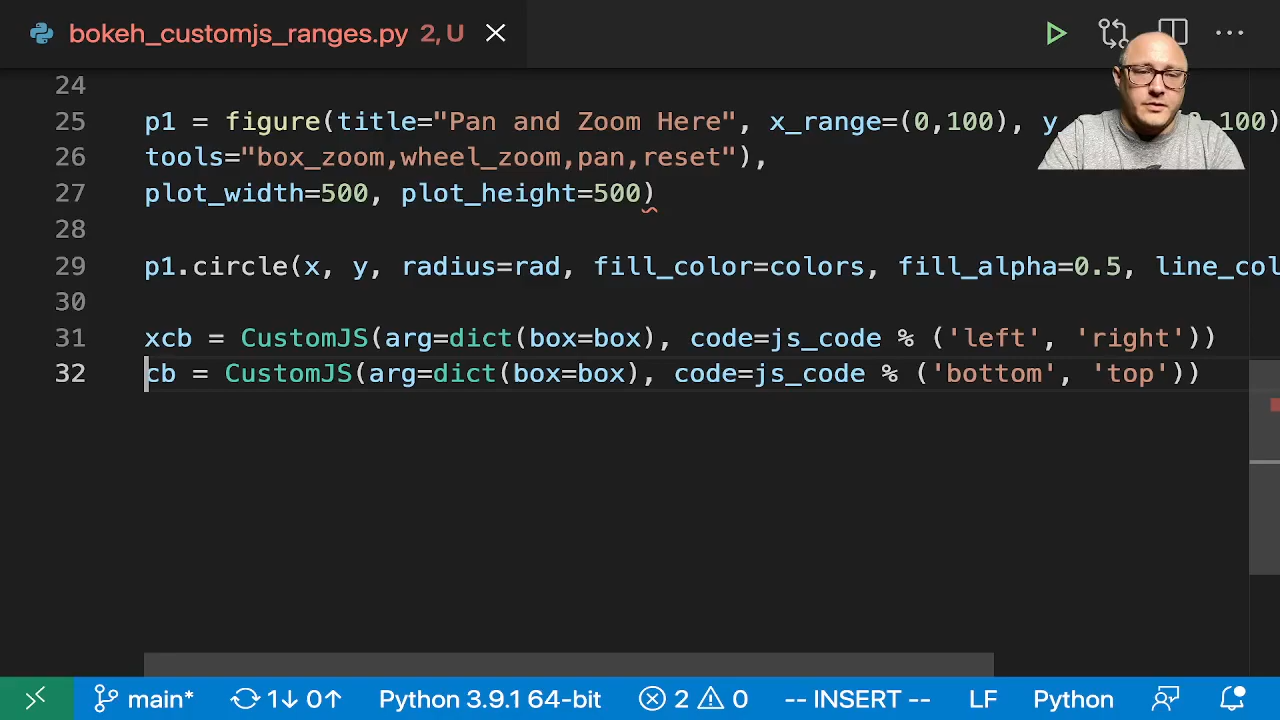 bokeh_customjs_ranges.py 2, U
24
25 p1 = figure(title="Pan and Zoom Here", x_range=(0,100), y 100)
26 tools="box_zoom,wheel_zoom,pan,reset"),
27 plot_width=500, plot_height=500)
28
29 p1.circle(x, y, radius=rad, fill_color=colors, fill_alpha=0.5, line_col
30
31 xcb = CustomJS(arg=dict(box=box), code=js_code % ('left', 'right'))
32 cb = CustomJS(arg=dict(box=box), code=js_code % ('bottom', 'top'))
main* 1↓ 0↑ Python 3.9.1 64-bit 2 0 -- INSERT -- LF Python